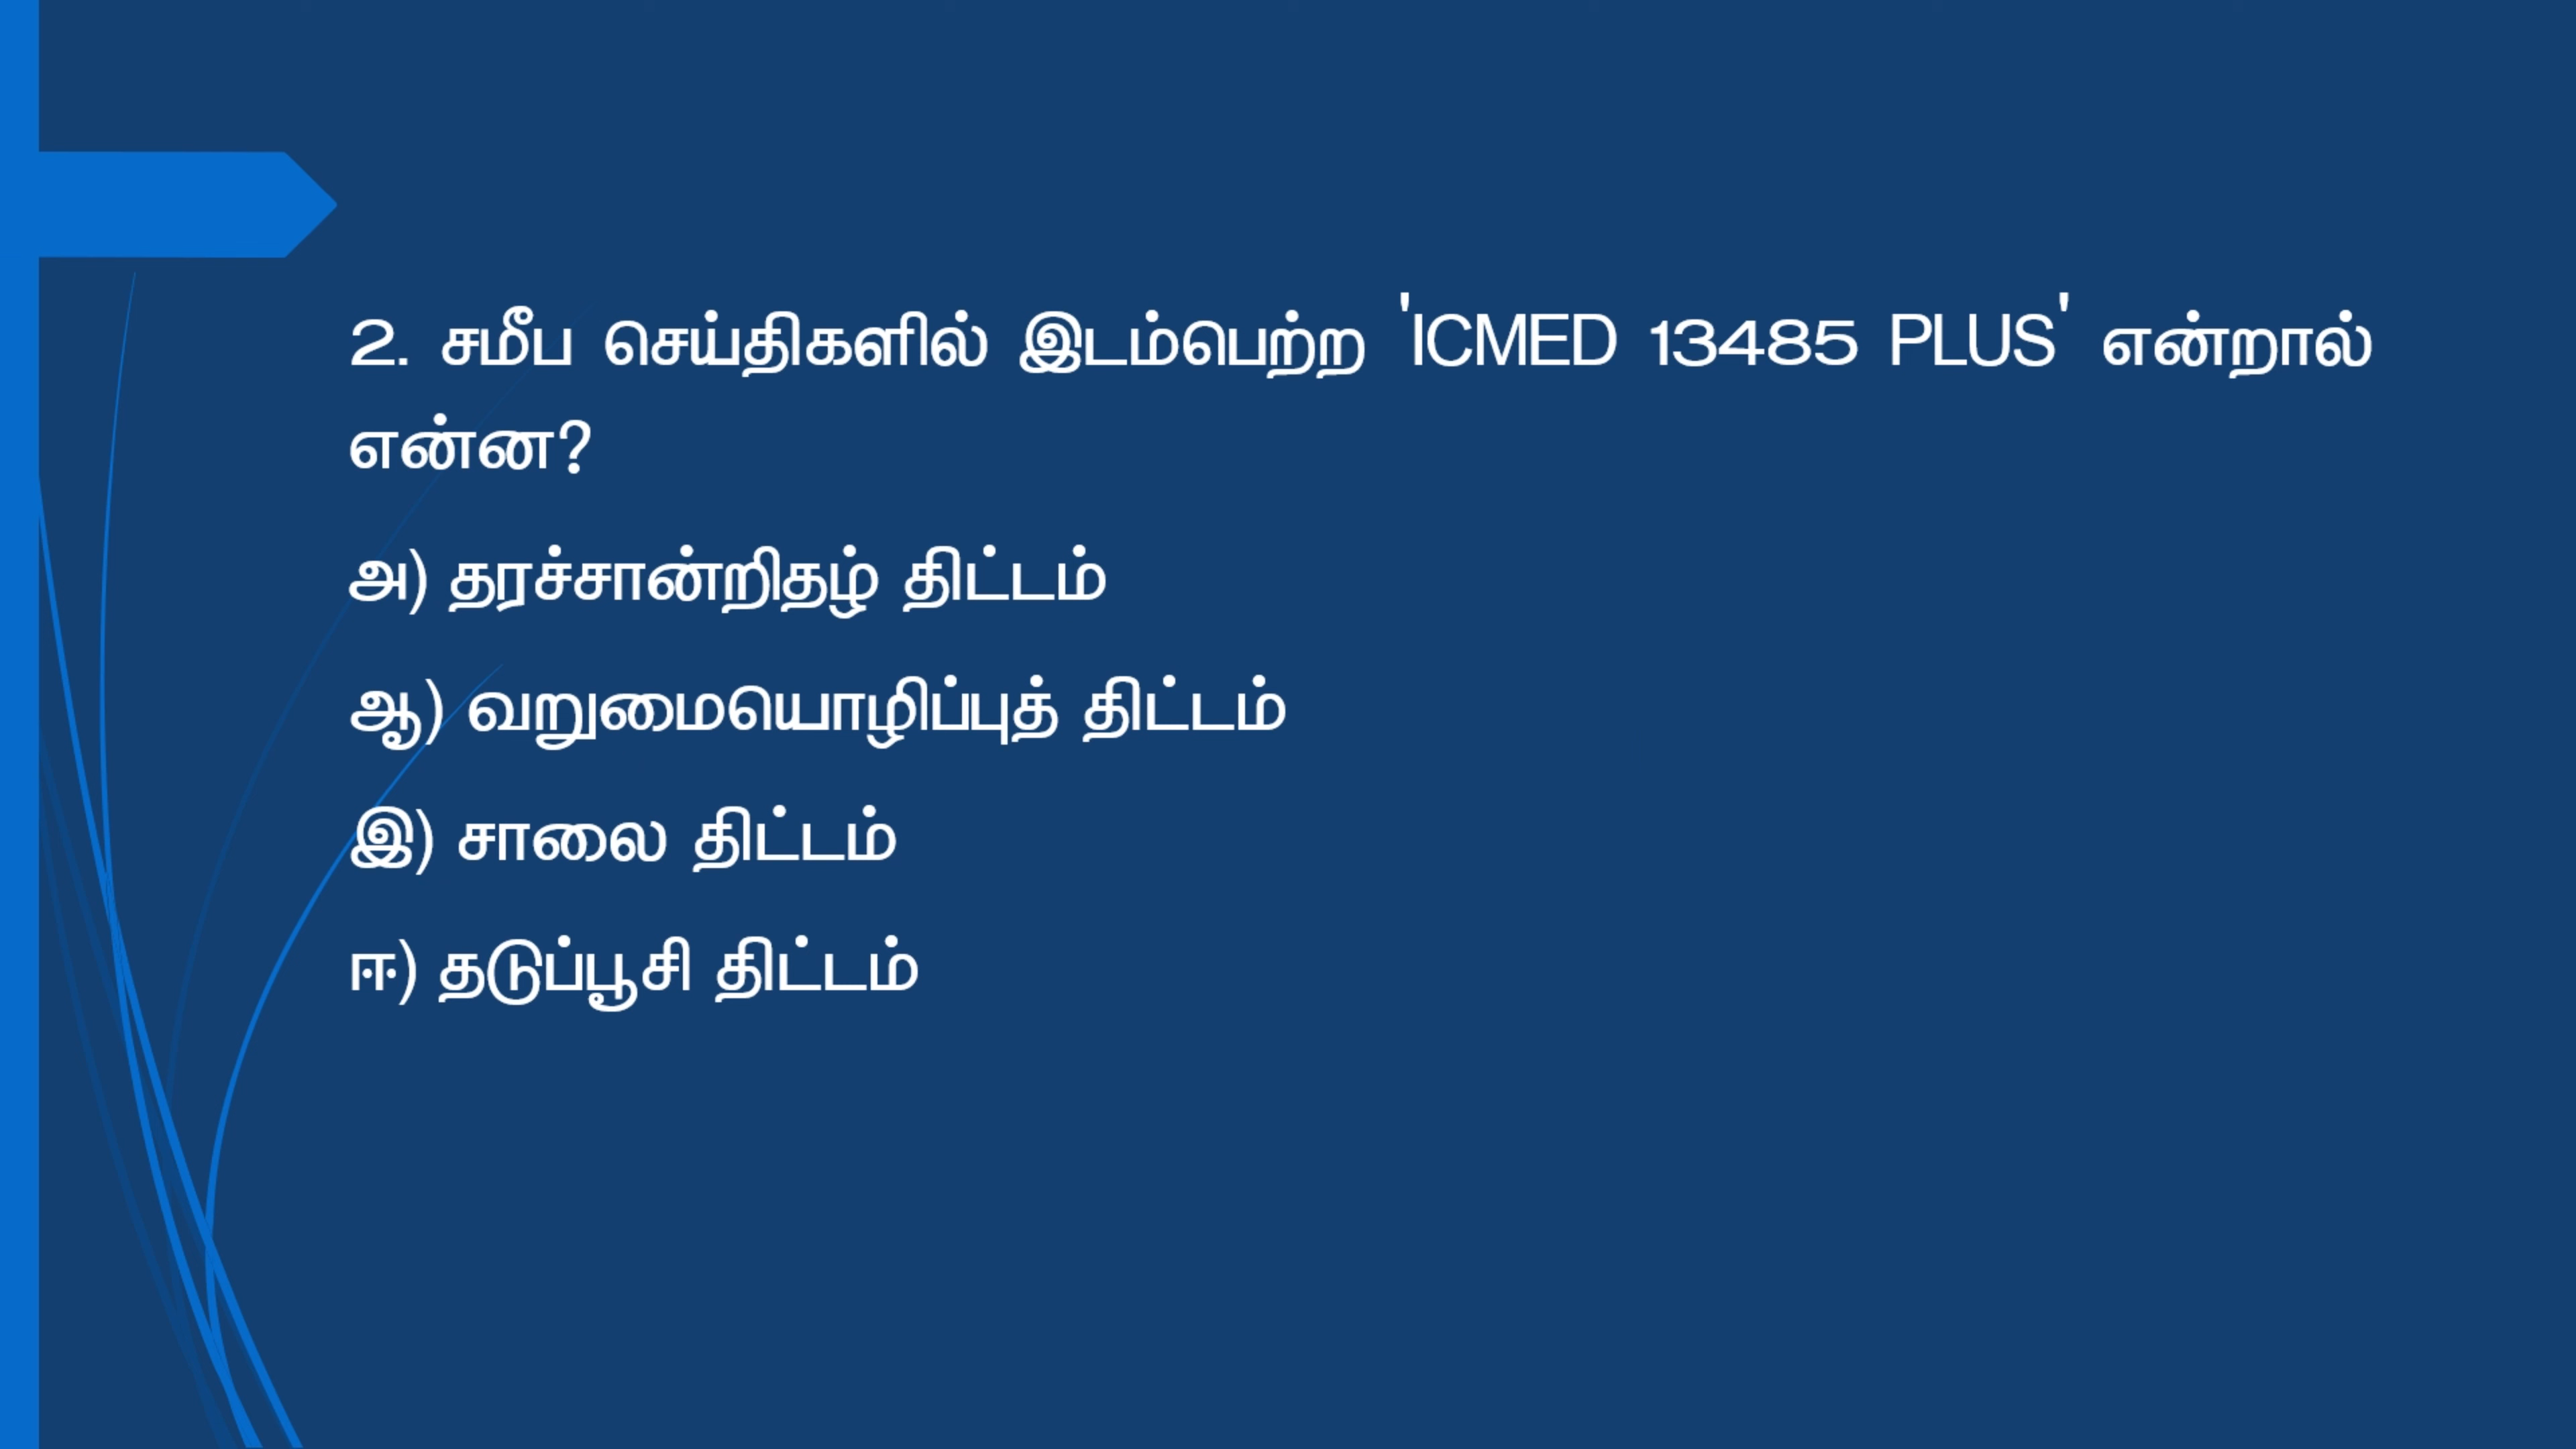 2. சமீப செய்திகளில் இடம்பெற்ற 'ICMED 13485 PLUS' என்றால்
என்ன?
அ) தரச்சான்றிதழ் திட்டம்
ஆ) வறுமையொழிப்புத் திட்டம்
இ) சாலை திட்டம்
ஈ) தடுப்பூசி திட்டம்